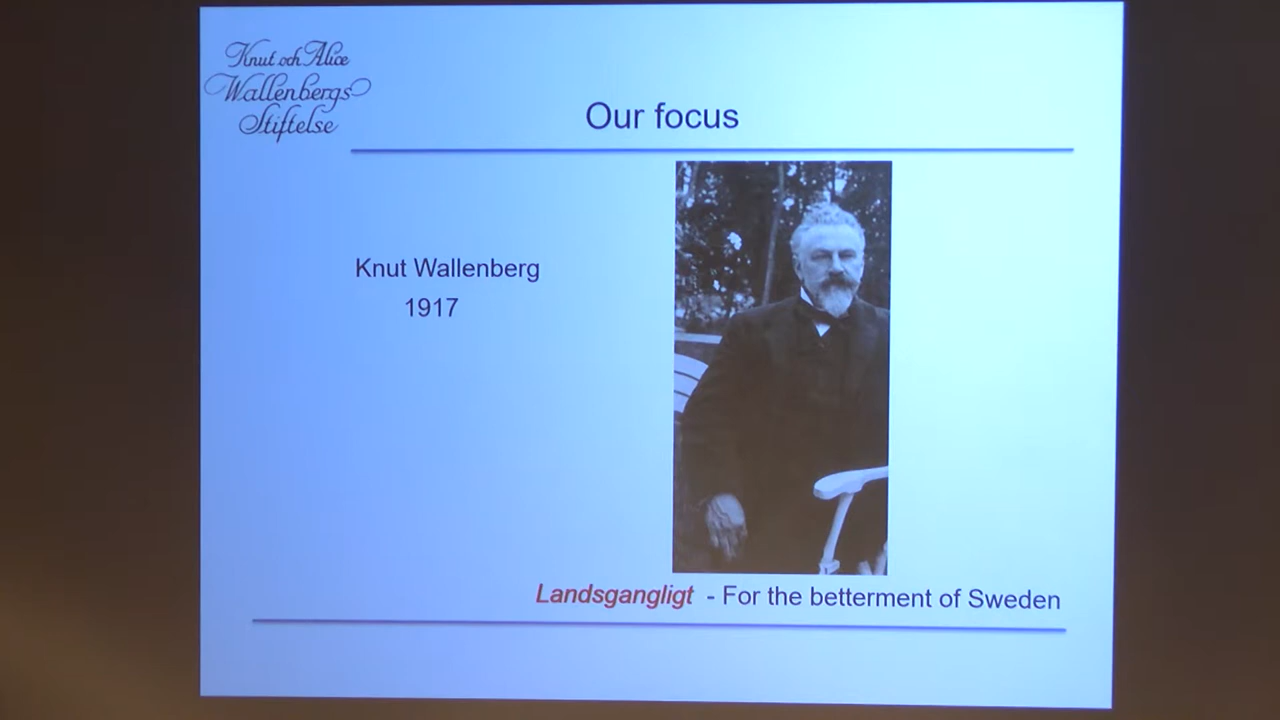 Knut och Alice
Wallenbergs
Stiftelse
Our focus
Knut Wallenberg
1917
Landsgangligt - For the betterment of Sweden